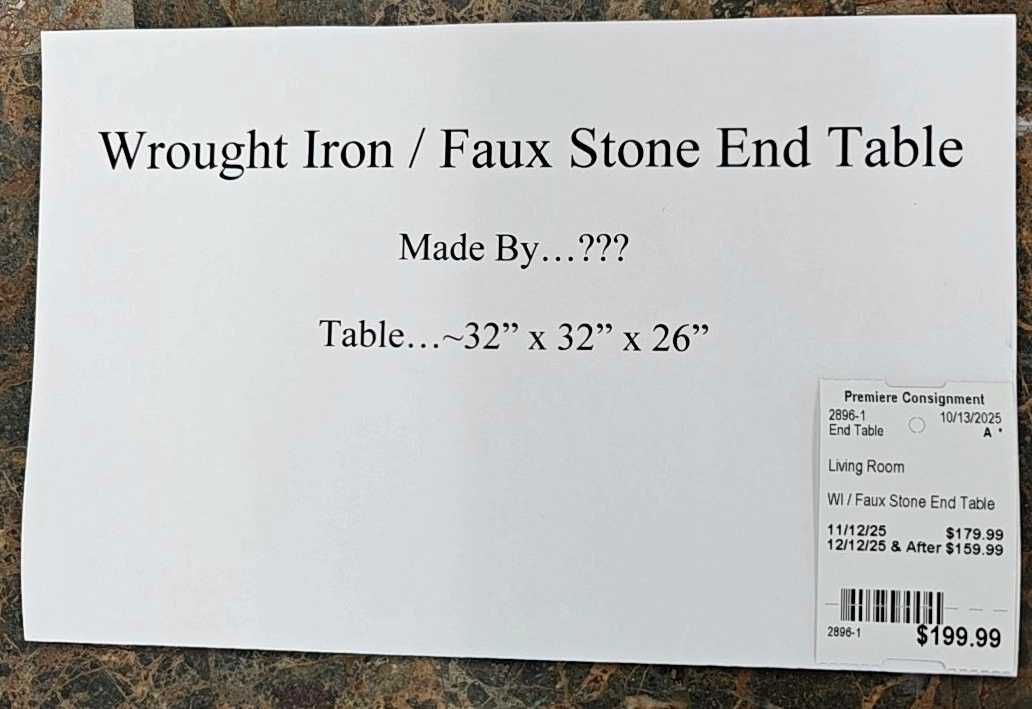 Wrought Iron / Faux Stone End Table
Made By…???
Table…~32” x 32” x 26”
Premiere Consignment
2896-1 10/13/2025
End Table A *
Living Room
WI / Faux Stone End Table
11/12/25 $179.99
12/12/25 & After $159.99
2896-1 $199.99